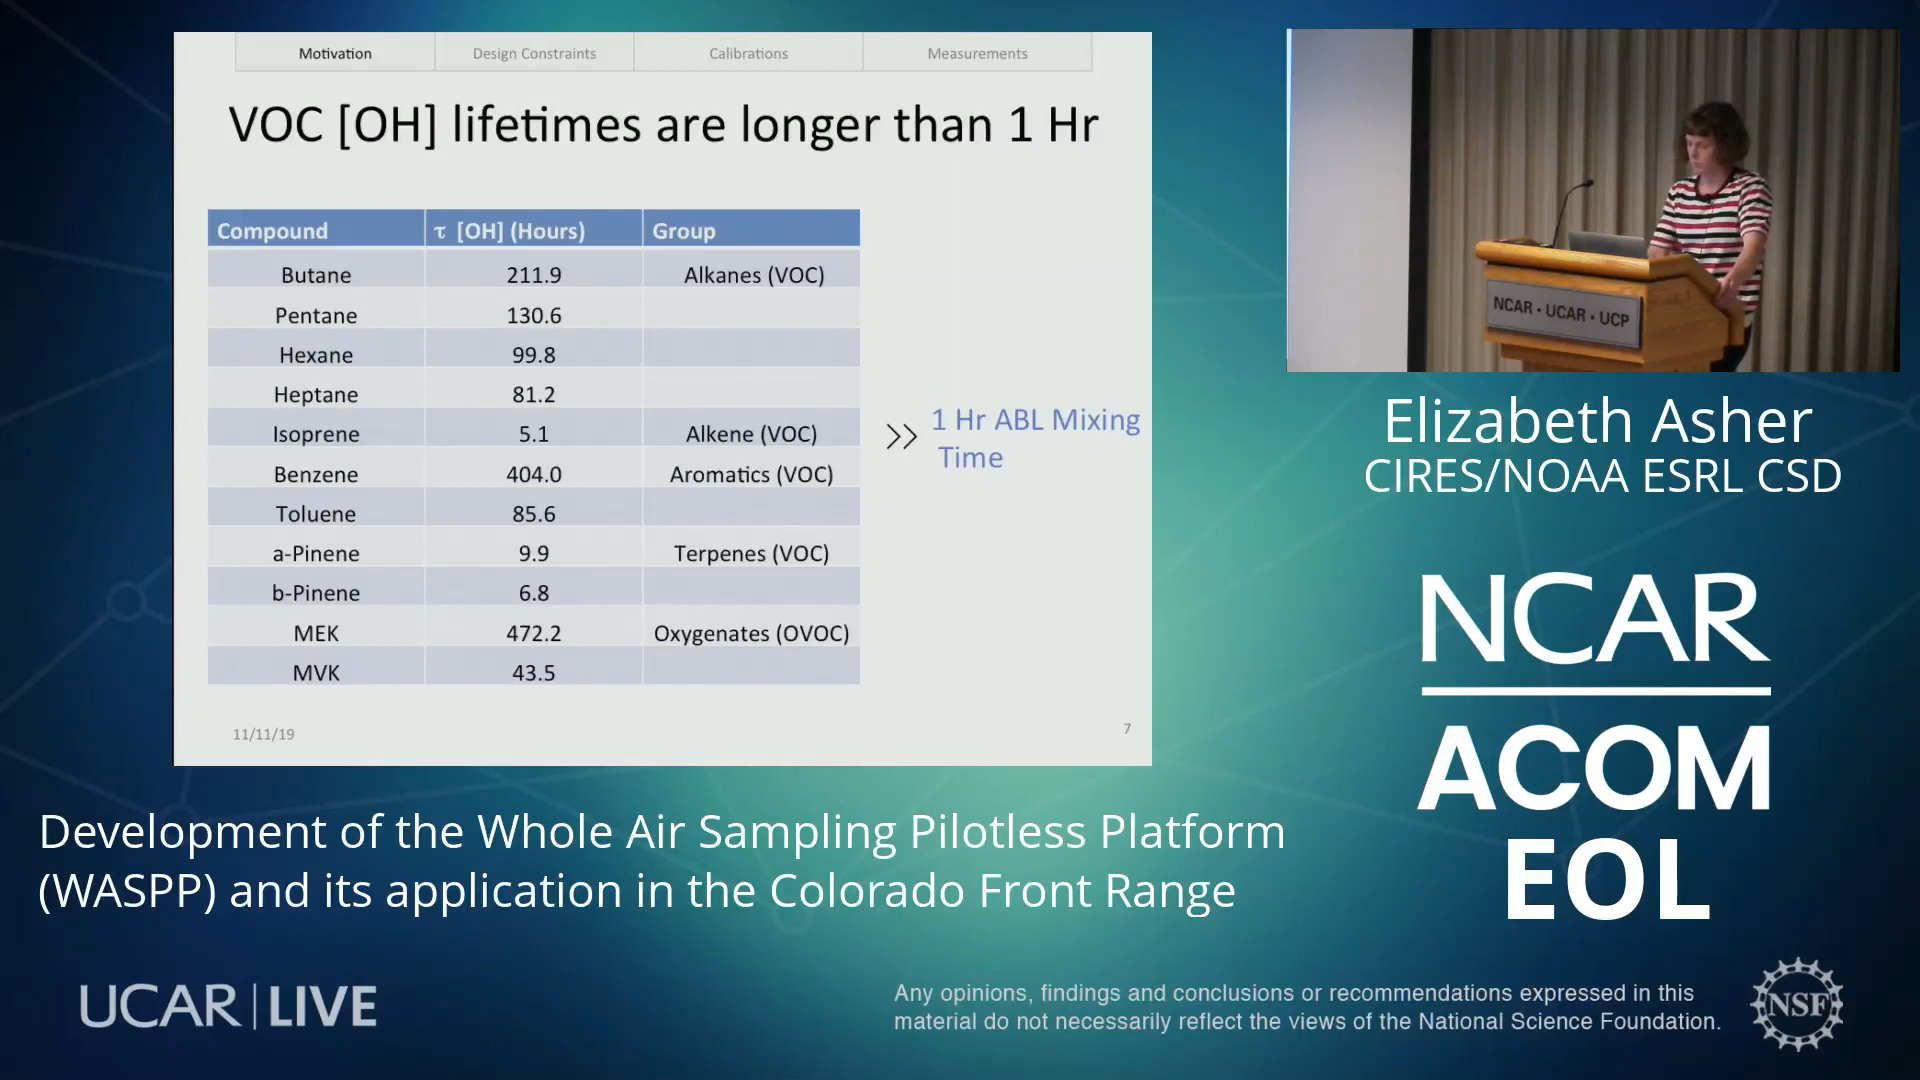 Motivation Design Constraints Calibrations Measurements
VOC [OH] lifetimes are longer than 1 Hr
Compound τ [OH] (Hours) Group
Butane 211.9 Alkanes (VOC)
Pentane 130.6
Hexane 99.8
Heptane 81.2
Isoprene 5.1 Alkene (VOC)
Benzene 404.0 Aromatics (VOC)
Toluene 85.6
a-Pinene 9.9 Terpenes (VOC)
b-Pinene 6.8
MEK 472.2 Oxygenates (OVOC)
MVK 43.5
>> 1 Hr ABL Mixing
Time
11/11/19 7
NCAR • UCAR • UCP
Elizabeth Asher
CIRES/NOAA ESRL CSD
NCAR
ACOM
EOL
Development of the Whole Air Sampling Pilotless Platform
(WASPP) and its application in the Colorado Front Range
UCAR | LIVE
Any opinions, findings and conclusions or recommendations expressed in this
material do not necessarily reflect the views of the National Science Foundation.
NSF